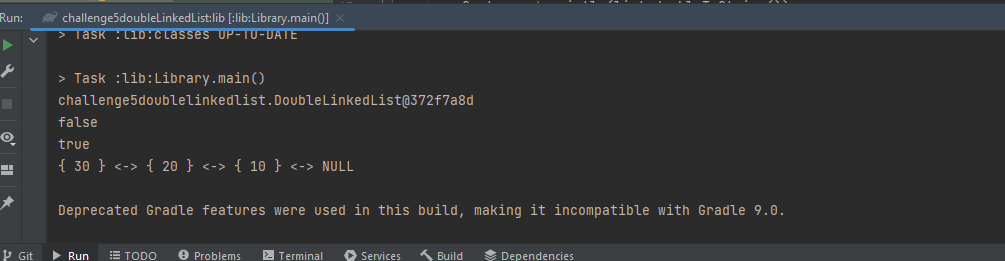 Run: challenge5doubleLinkedList:lib [:lib:Library.main()] ×
> Task :lib:classes UP-TO-DATE
> Task :lib:Library.main()
challenge5doublelinkedlist.DoubleLinkedList@372f7a8d
false
true
{ 30 } <-> { 20 } <-> { 10 } <-> NULL
Deprecated Gradle features were used in this build, making it incompatible with Gradle 9.0.
Git Run TODO Problems Terminal Services Build Dependencies